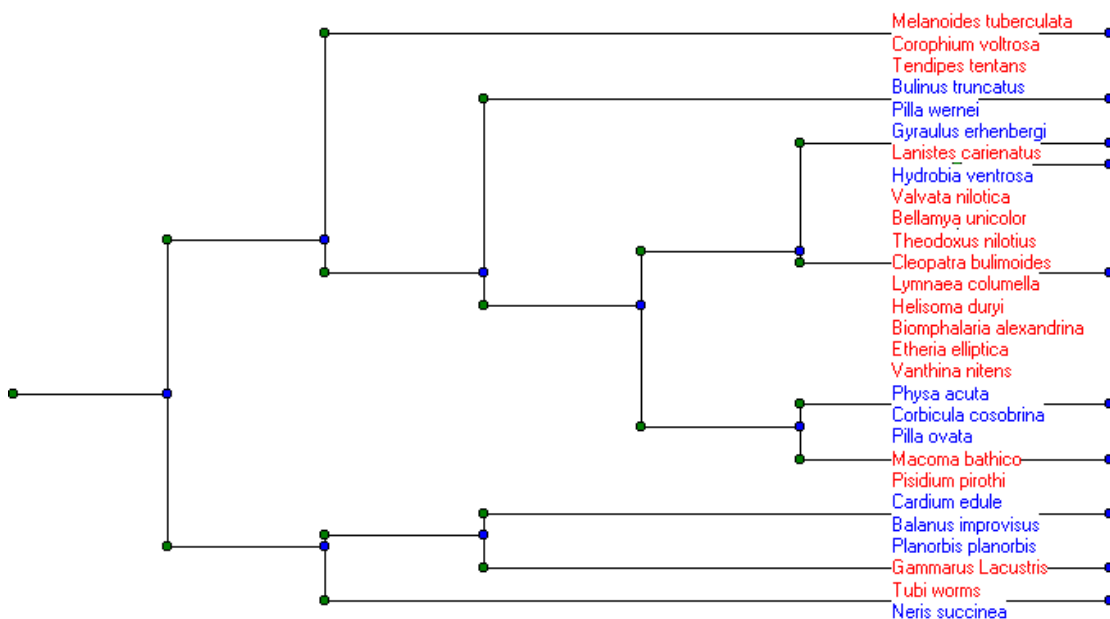 Melanoides tuberculata
Corophium voltrosa
Tendipes tentans
Bulinus truncatus
Pilla wernei
Gyraulus erhenbergi
Lanistes carienatus
Hydrobia ventrosa
Valvata nilotica
Bellamya unicolor
Theodoxus nilotius
Cleopatra bulimoides
Lymnaea columella
Helisoma duryi
Biomphalaria alexandrina
Etheria elliptica
Vanthina nitens
Physa acuta
Corbicula cosobrina
Pilla ovata
Macoma bathico
Pisidium pirothi
Cardium edule
Balanus improvisus
Planorbis planorbis
Gammarus Lacustris
Tubi worms
Neris succinea